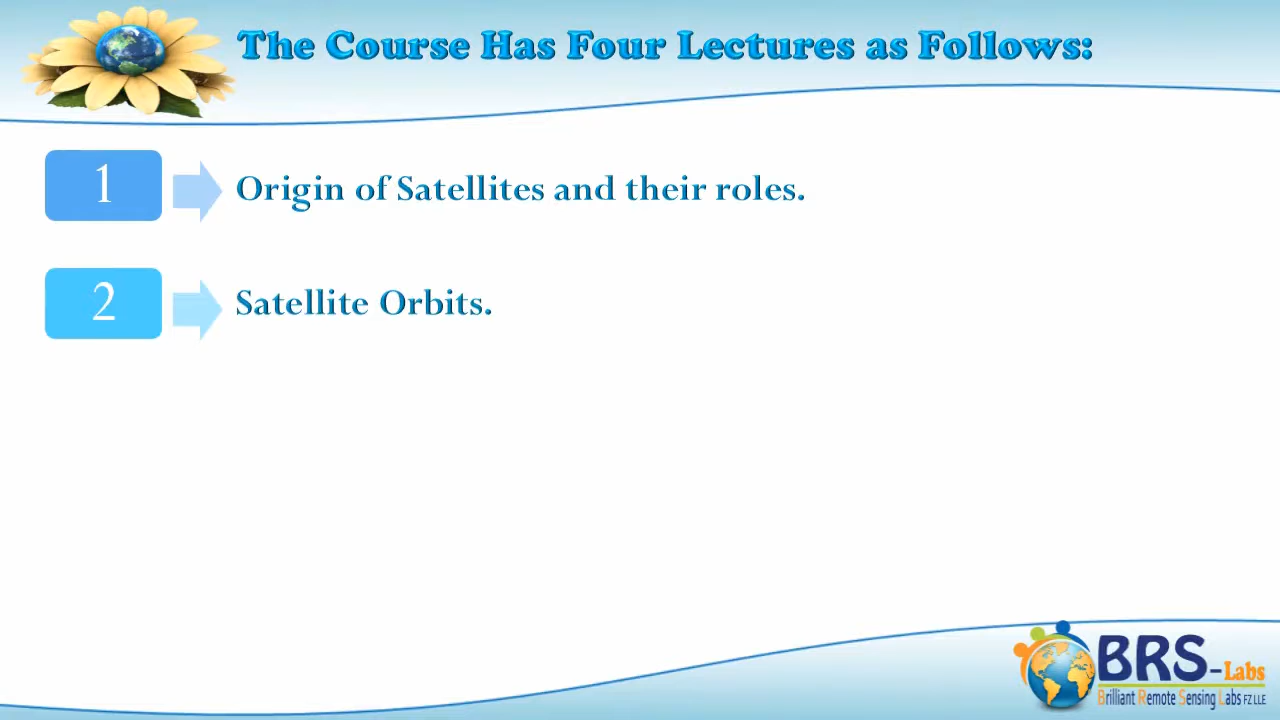 The Course Has Four Lectures as Follows:
1
Origin of Satellites and their roles.
2
Satellite Orbits.
BRS-Labs
Brilliant Remote Sensing Labs FZ LLE